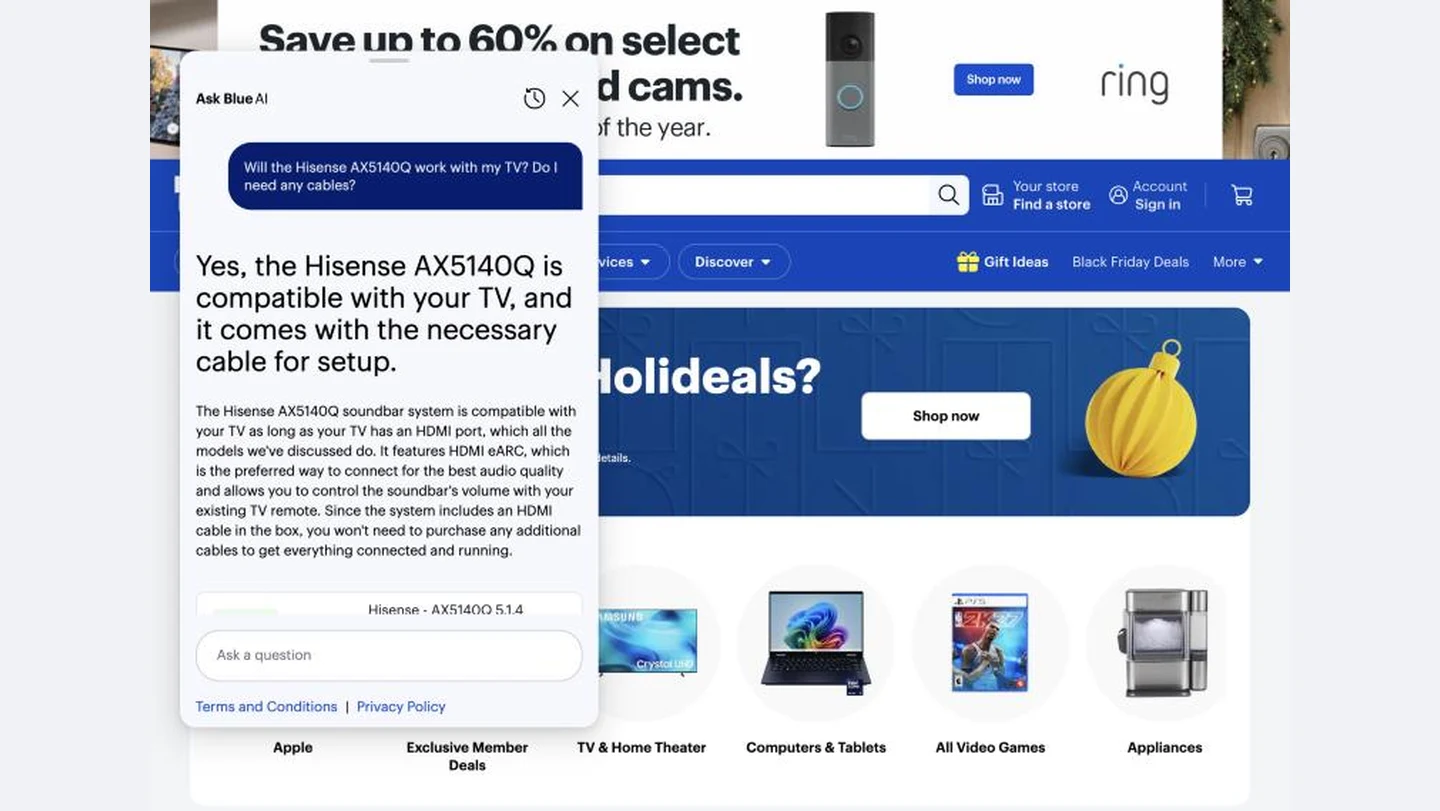 Save up to 60% on select
d cams.
of the year.
Shop now
ring
Ask Blue AI
Will the Hisense AX5140Q work with my TV? Do I
need any cables?
Your store
Find a store
Account
Sign in
Yes, the Hisense AX5140Q is
compatible with your TV, and
it comes with the necessary
cable for setup.
vices
Discover
Gift Ideas
Black Friday Deals
More
The Hisense AX5140Q soundbar system is compatible with
your TV as long as your TV has an HDMI port, which all the
models we've discussed do. It features HDMI eARC, which
is the preferred way to connect for the best audio quality
and allows you to control the soundbar's volume with your
existing TV remote. Since the system includes an HDMI
cable in the box, you won't need to purchase any additional
cables to get everything connected and running.
Holideals?
Shop now
details.
Hisense - AX5140Q 5.1.4
Ask a question
Terms and Conditions | Privacy Policy
SAMSUNG
Crystal UHD
PS5
2K
Apple
Exclusive Member
Deals
TV & Home Theater
Computers & Tablets
All Video Games
Appliances